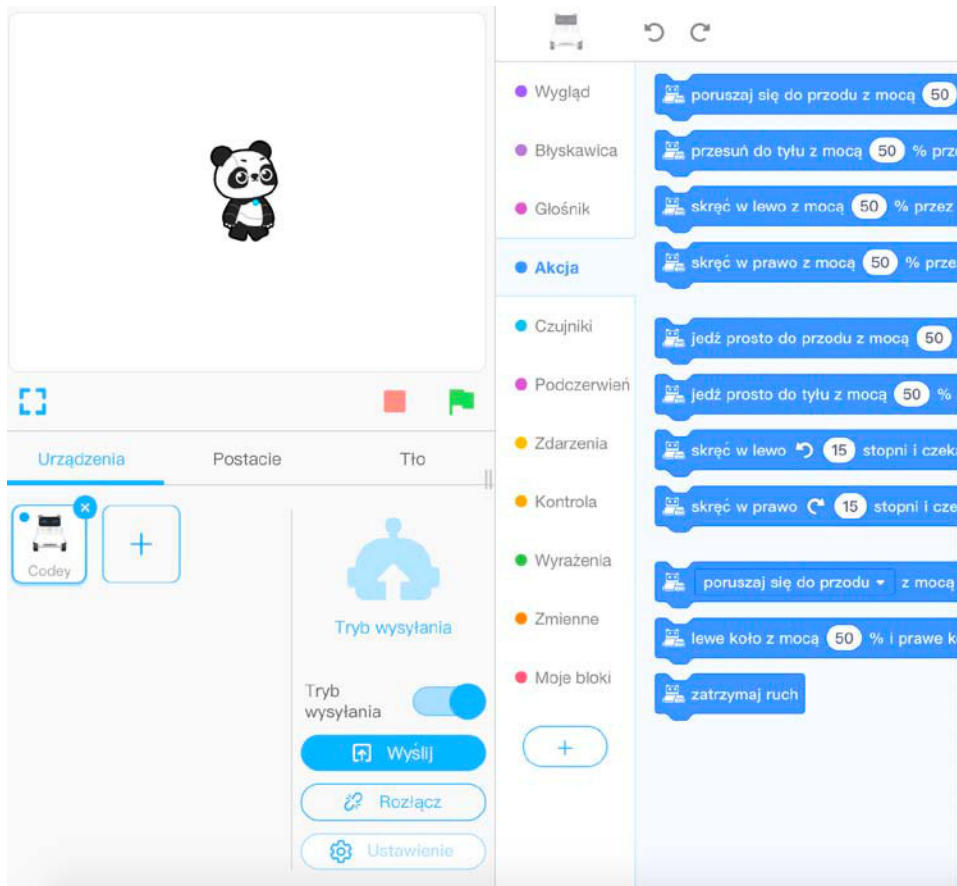 Urządzenia
Postacie
Tło
Codey
Tryb wysyłania
Tryb
wysyłania
Wyślij
Rozłącz
Ustawienie
Wygląd
Błyskawica
Głośnik
Akcja
Czujniki
Podczerwień
Zdarzenia
Kontrola
Wyrażenia
Zmienne
Moje bloki
poruszaj się do przodu z mocą 50
przesuń do tyłu z mocą 50 % prze
skręć w lewo z mocą 50 % przez
skręć w prawo z mocą 50 % prze
jedź prosto do przodu z mocą 50
jedź prosto do tyłu z mocą 50 %
skręć w lewo 15 stopni i czeka
skręć w prawo 15 stopni i cze
poruszaj się do przodu z mocą
lewe koło z mocą 50 % i prawe k
zatrzymaj ruch